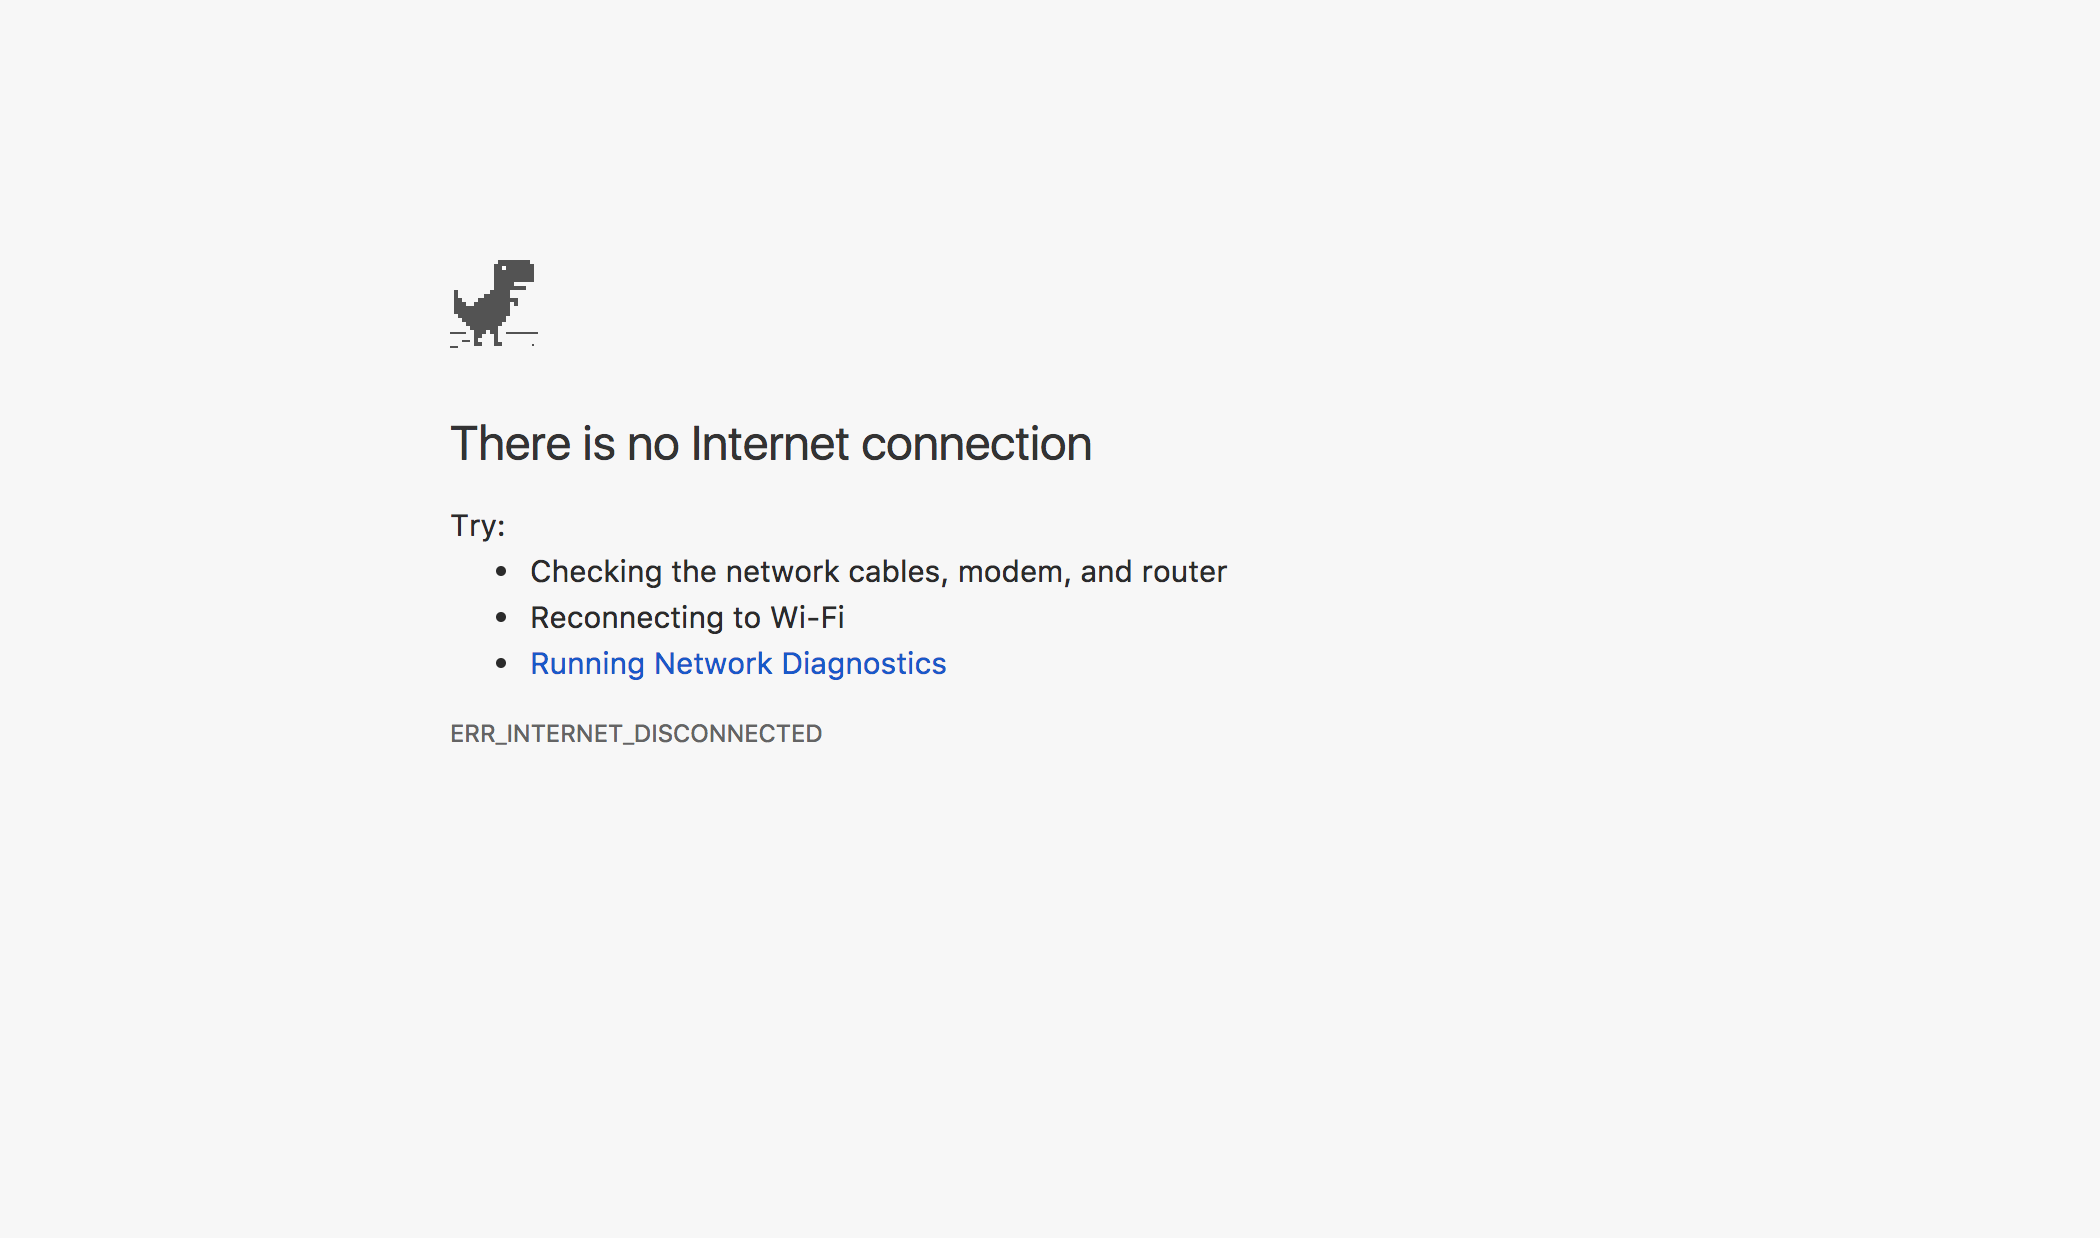 There is no Internet connection
Try:
Checking the network cables, modem, and router
Reconnecting to Wi-Fi
Running Network Diagnostics
ERR_INTERNET_DISCONNECTED